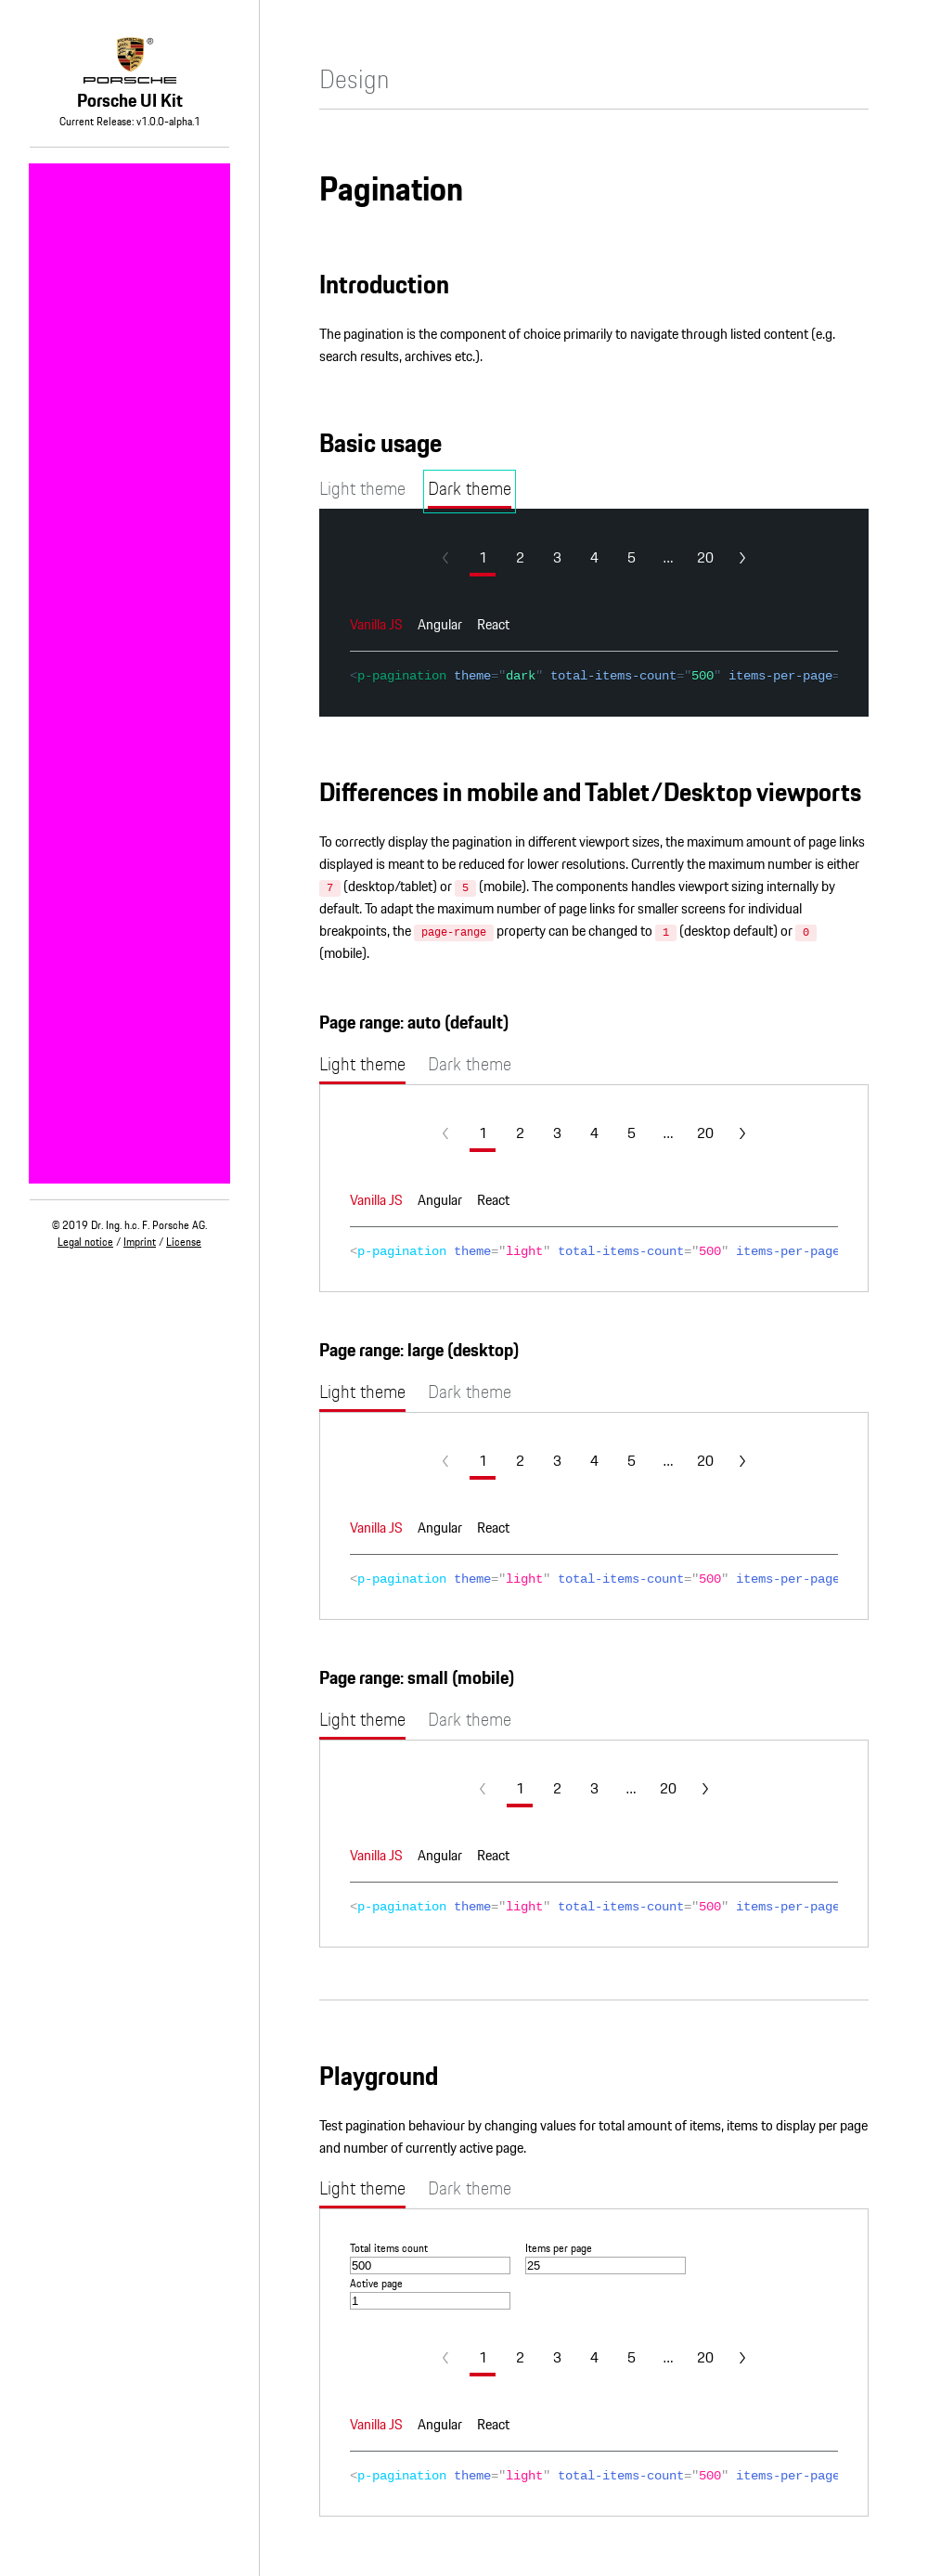 PORSCHE
®
Porsche UI Kit
Current Release: v1.0.0-alpha.1
© 2019 Dr. Ing. h.c. F. Porsche AG.
Legal notice / Imprint / License
Design
Pagination
Introduction
The pagination is the component of choice primarily to navigate through listed content (e.g.
search results, archives etc.).
Basic usage
Light theme Dark theme
1 2 3 4 5 ... 20
Vanilla JS Angular React
<p-pagination theme="dark" total-items-count="500" items-per-page=
Differences in mobile and Tablet/Desktop viewports
To correctly display the pagination in different viewport sizes, the maximum amount of page links
displayed is meant to be reduced for lower resolutions. Currently the maximum number is either
7 (desktop/tablet) or 5 (mobile). The components handles viewport sizing internally by
default. To adapt the maximum number of page links for smaller screens for individual
breakpoints, the page-range property can be changed to 1 (desktop default) or 0
(mobile).
Page range: auto (default)
Light theme Dark theme
1 2 3 4 5 ... 20
Vanilla JS Angular React
<p-pagination theme="light" total-items-count="500" items-per-page
Page range: large (desktop)
Light theme Dark theme
1 2 3 4 5 ... 20
Vanilla JS Angular React
<p-pagination theme="light" total-items-count="500" items-per-page
Page range: small (mobile)
Light theme Dark theme
1 2 3 ... 20
Vanilla JS Angular React
<p-pagination theme="light" total-items-count="500" items-per-page
Playground
Test pagination behaviour by changing values for total amount of items, items to display per page
and number of currently active page.
Light theme Dark theme
Total items count Items per page
500 25
Active page
1
1 2 3 4 5 ... 20
Vanilla JS Angular React
<p-pagination theme="light" total-items-count="500" items-per-page